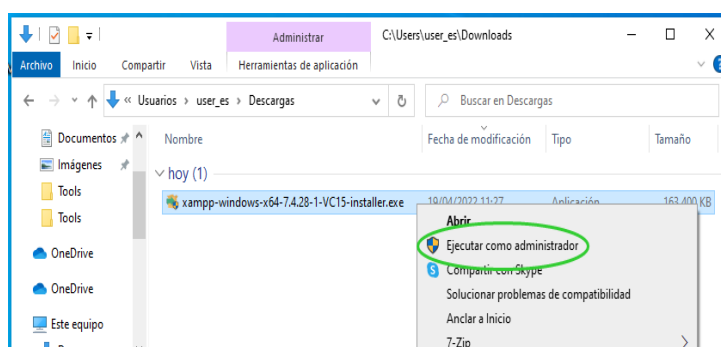 Administrar
C:\Users\user_es\Downloads
Archivo Inicio Compartir Vista Herramientas de aplicación
« Usuarios > user_es > Descargas
Buscar en Descargas
Documentos
Imágenes
Tools
Tools
OneDrive
OneDrive
Este equipo
Nombre Fecha de modificación Tipo Tamaño
hoy (1)
xampp-windows-x64-7.4.28-1-VC15-installer.exe 19/04/2022 11:27 Aplicación 163.400 KB
Abrir
Ejecutar como administrador
Compartir con Skype
Solucionar problemas de compatibilidad
Anclar a Inicio
7-Zip